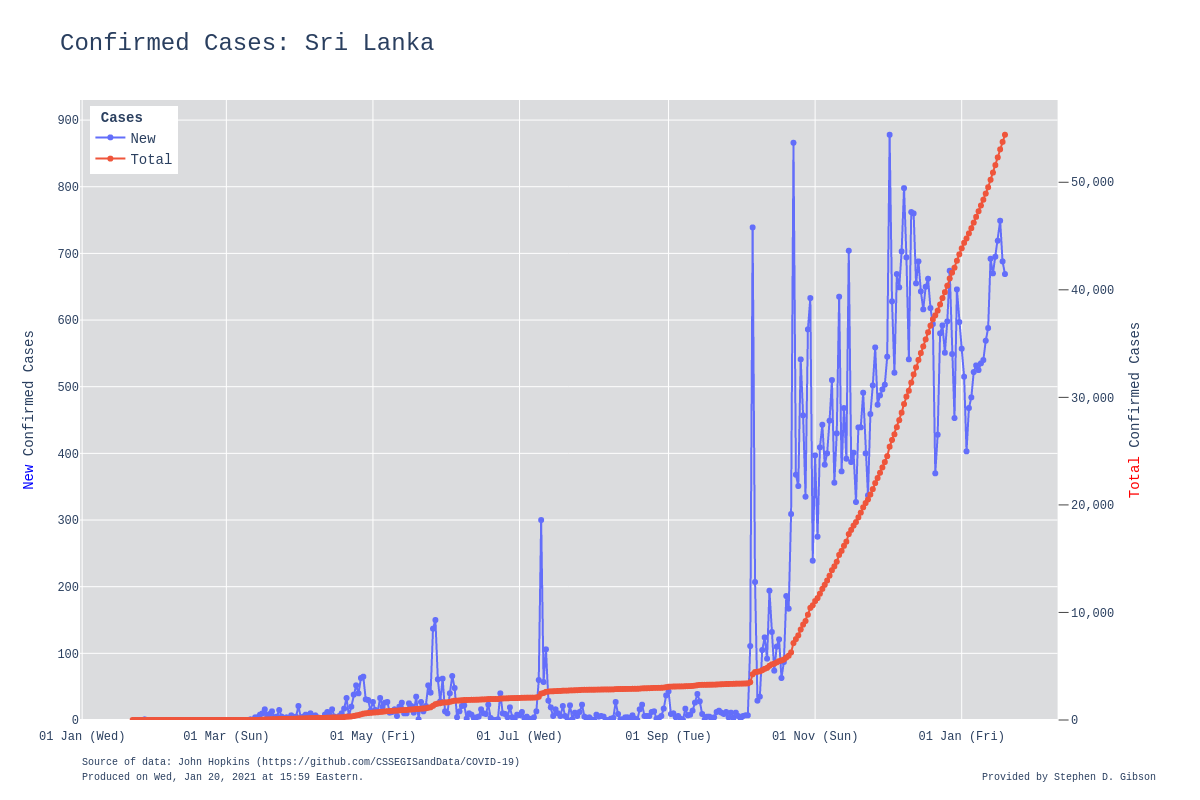 Confirmed Cases: Sri Lanka
Cases
New
Total
900
800
700
600
500
400
300
200
100
0
50,000
40,000
30,000
20,000
10,000
0
New Confirmed Cases
Total Confirmed Cases
01 Jan (Wed) 01 Mar (Sun) 01 May (Fri) 01 Jul (Wed) 01 Sep (Tue) 01 Nov (Sun) 01 Jan (Fri)
Source of data: John Hopkins (https://github.com/CSSEGISandData/COVID-19)
Produced on Wed, Jan 20, 2021 at 15:59 Eastern.
Provided by Stephen D. Gibson